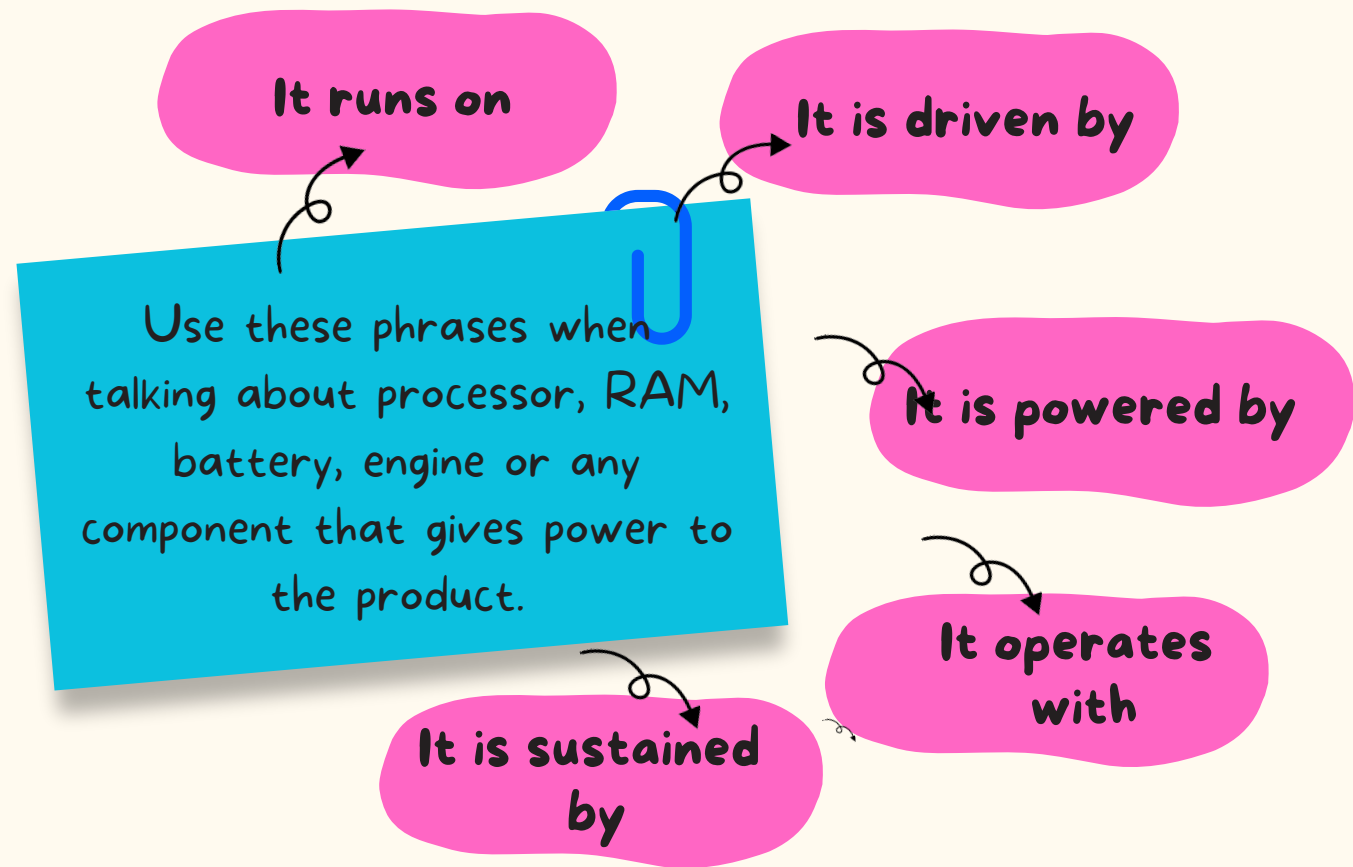 It runs on
It is driven by
Use these phrases when
talking about processor, RAM,
battery, engine or any
component that gives power to
the product.
It is powered by
It operates
with
It is sustained
by